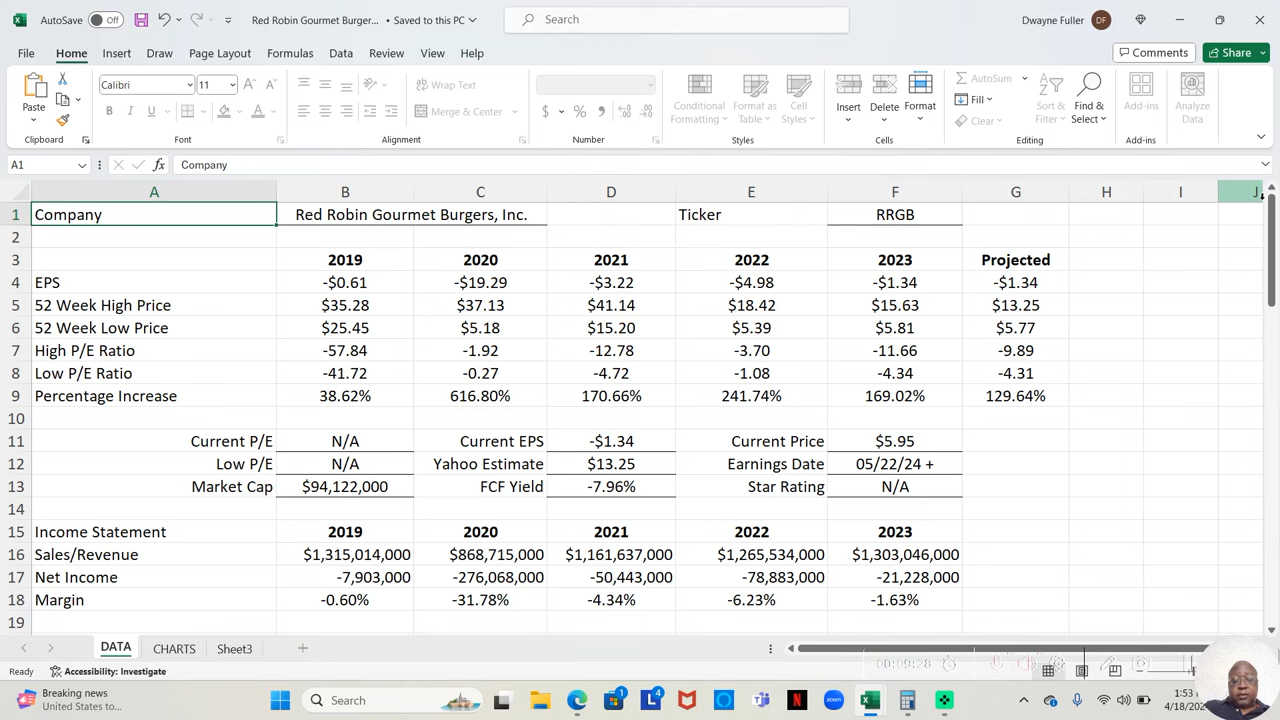 AutoSave Off Red Robin Gourmet Burger... • Saved to this PC Search Dwayne Fuller DF
File Home Insert Draw Page Layout Formulas Data Review View Help Comments Share
Paste Calibri 11 Wrap Text Merge & Center Conditional Formatting Format as Table Cell Styles Insert Delete Format AutoSum Fill Clear Sort & Filter Find & Select Add-ins Analyze Data
Clipboard Font Alignment Number Styles Cells Editing Add-ins
A1 fx Company
A B C D E F G H I J
1 Company Red Robin Gourmet Burgers, Inc. Ticker RRGB
2
3 2019 2020 2021 2022 2023 Projected
4 EPS -$0.61 -$19.29 -$3.22 -$4.98 -$1.34 -$1.34
5 52 Week High Price $35.28 $37.13 $41.14 $18.42 $15.63 $13.25
6 52 Week Low Price $25.45 $5.18 $15.20 $5.39 $5.81 $5.77
7 High P/E Ratio -57.84 -1.92 -12.78 -3.70 -11.66 -9.89
8 Low P/E Ratio -41.72 -0.27 -4.72 -1.08 -4.34 -4.31
9 Percentage Increase 38.62% 616.80% 170.66% 241.74% 169.02% 129.64%
10
11 Current P/E N/A Current EPS -$1.34 Current Price $5.95
12 Low P/E N/A Yahoo Estimate $13.25 Earnings Date 05/22/24 +
13 Market Cap $94,122,000 FCF Yield -7.96% Star Rating N/A
14
15 Income Statement 2019 2020 2021 2022 2023
16 Sales/Revenue $1,315,014,000 $868,715,000 $1,161,637,000 $1,265,534,000 $1,303,046,000
17 Net Income -7,903,000 -276,068,000 -50,443,000 -78,883,000 -21,228,000
18 Margin -0.60% -31.78% -4.34% -6.23% -1.63%
19
DATA CHARTS Sheet3
Ready Accessibility: Investigate 00:09:28
Breaking news
United States to...
Search
1 4
1:53
4/18/202